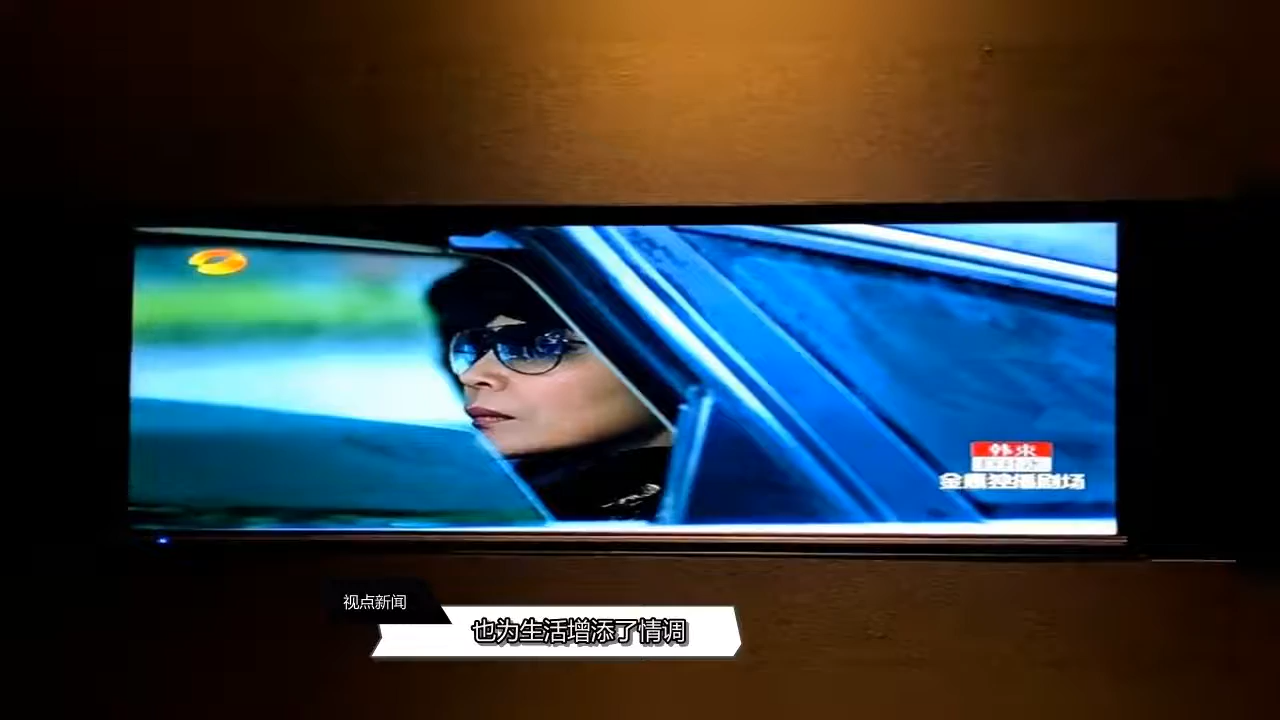 韩束
金鹰独播剧场
视点新闻
也为生活增添了情调